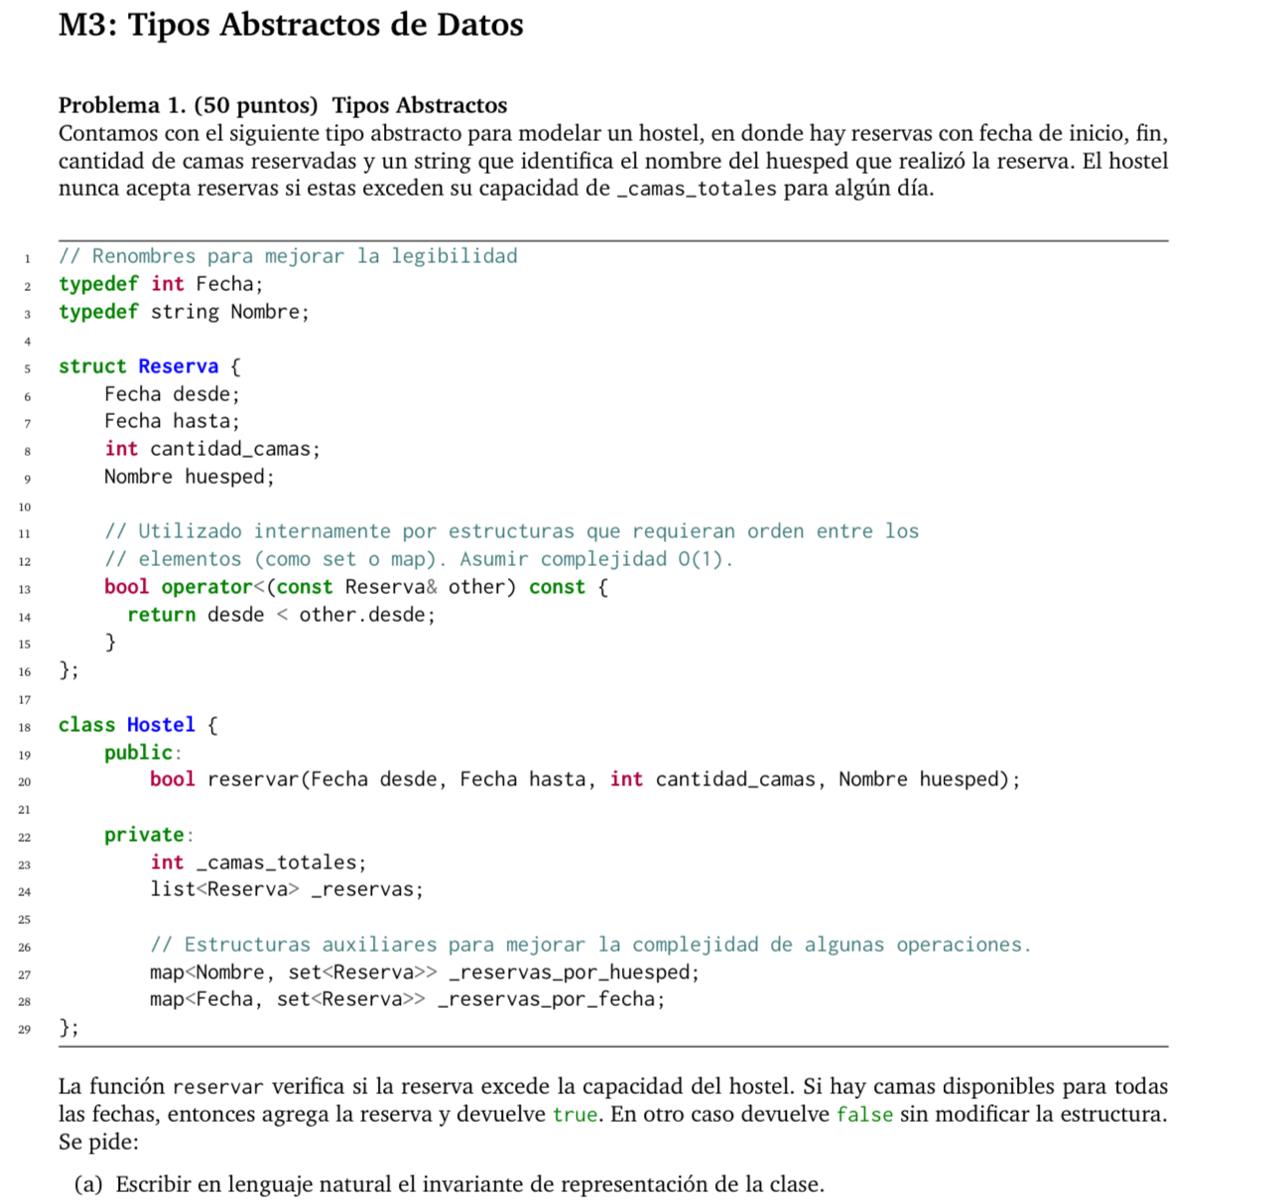 M3: Tipos Abstractos de Datos
Problema 1. (50 puntos) Tipos Abstractos
Contamos con el siguiente tipo abstracto para modelar un hostel, en donde hay reservas con fecha de inicio, fin,
cantidad de camas reservadas y un string que identifica el nombre del huesped que realizó la reserva. El hostel
nunca acepta reservas si estas exceden su capacidad de _camas_totales para algún día.
1 // Renombres para mejorar la legibilidad
2 typedef int Fecha;
3 typedef string Nombre;
4
5 struct Reserva {
6     Fecha desde;
7     Fecha hasta;
8     int cantidad_camas;
9     Nombre huesped;
10
11     // Utilizado internamente por estructuras que requieran orden entre los
12     // elementos (como set o map). Asumir complejidad O(1).
13     bool operator<(const Reserva& other) const {
14       return desde < other.desde;
15     }
16 };
17
18 class Hostel {
19     public:
20         bool reservar(Fecha desde, Fecha hasta, int cantidad_camas, Nombre huesped);
21
22     private:
23         int _camas_totales;
24         list<Reserva> _reservas;
25
26         // Estructuras auxiliares para mejorar la complejidad de algunas operaciones.
27         map<Nombre, set<Reserva>> _reservas_por_huesped;
28         map<Fecha, set<Reserva>> _reservas_por_fecha;
29 };
La función reservar verifica si la reserva excede la capacidad del hostel. Si hay camas disponibles para todas
las fechas, entonces agrega la reserva y devuelve true. En otro caso devuelve false sin modificar la estructura.
Se pide:
(a) Escribir en lenguaje natural el invariante de representación de la clase.